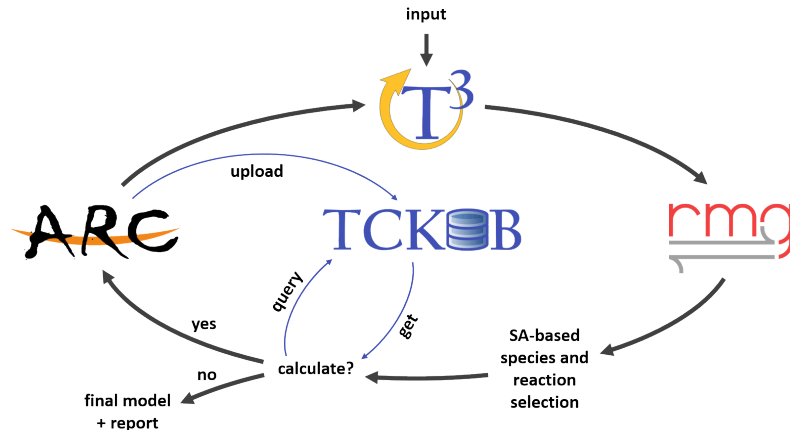 input
T3
upload
ARC
TCKDB
rmg
query
get
yes
calculate?
SA-based
species and
reaction
selection
no
final model
+ report